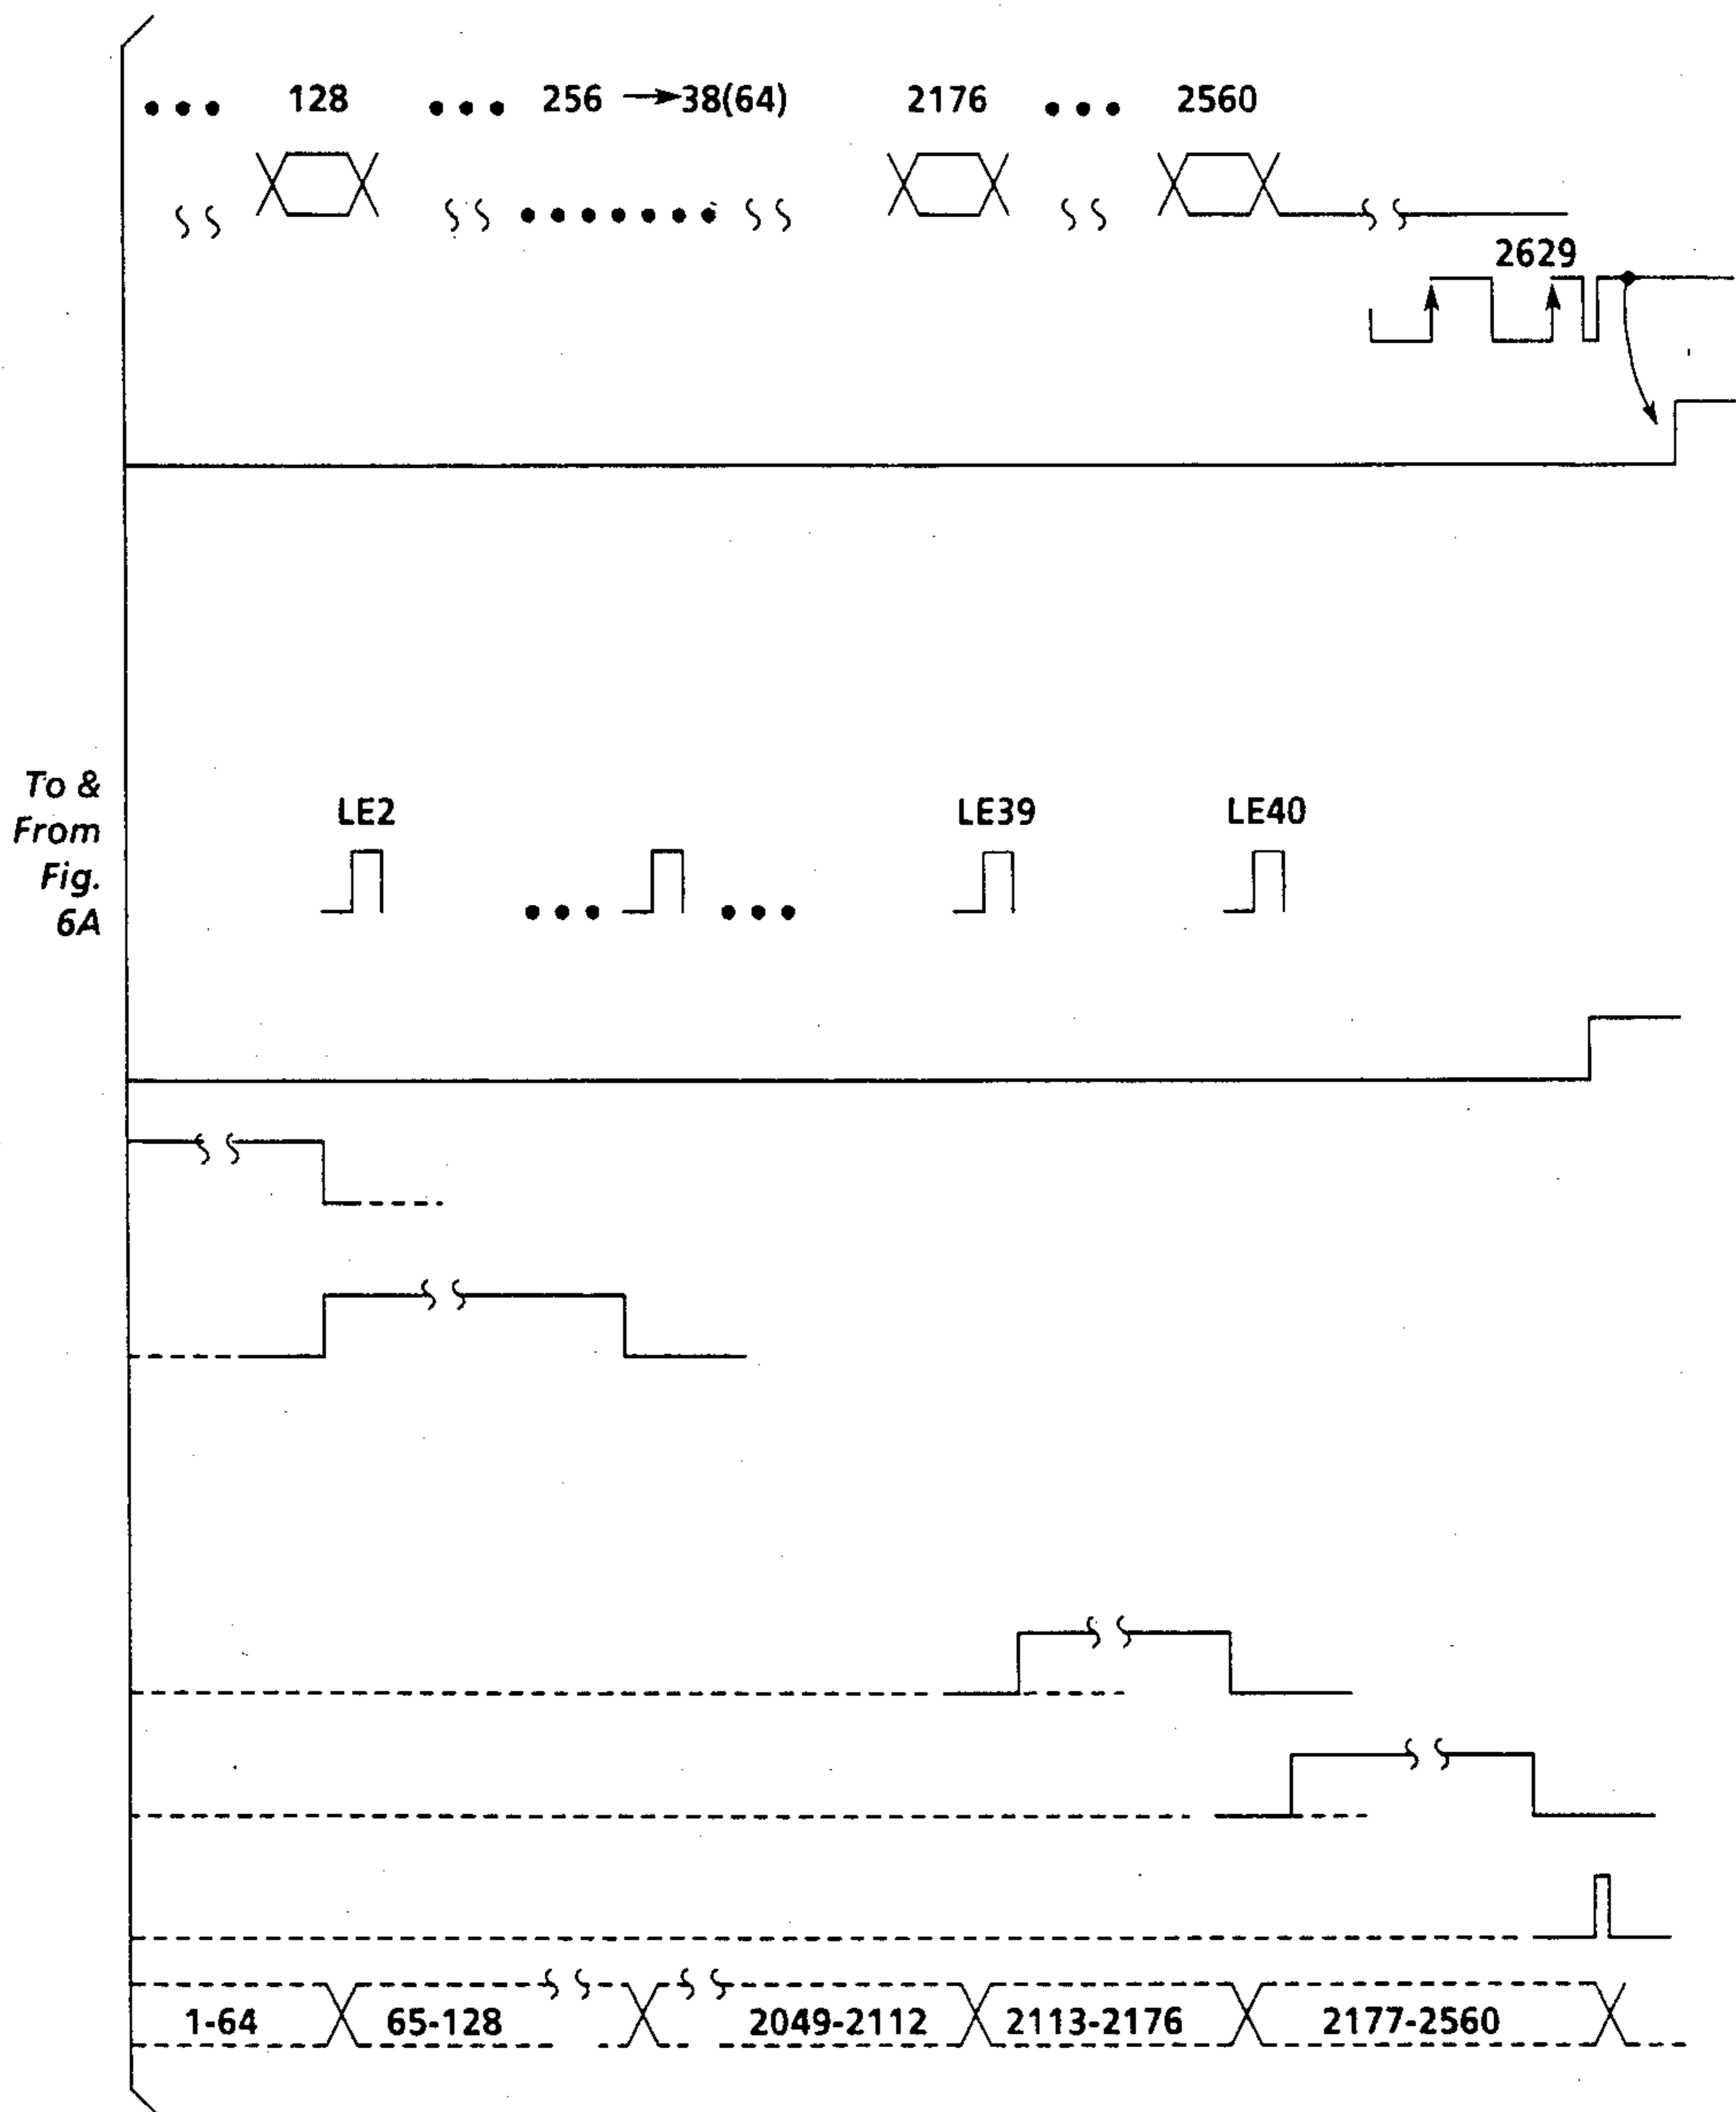 128 256 38(64) 2176 2560
2629
To &
From
Fig.
6A
LE2 LE39 LE40
1-64 65-128 2049-2112 2113-2176 2177-2560